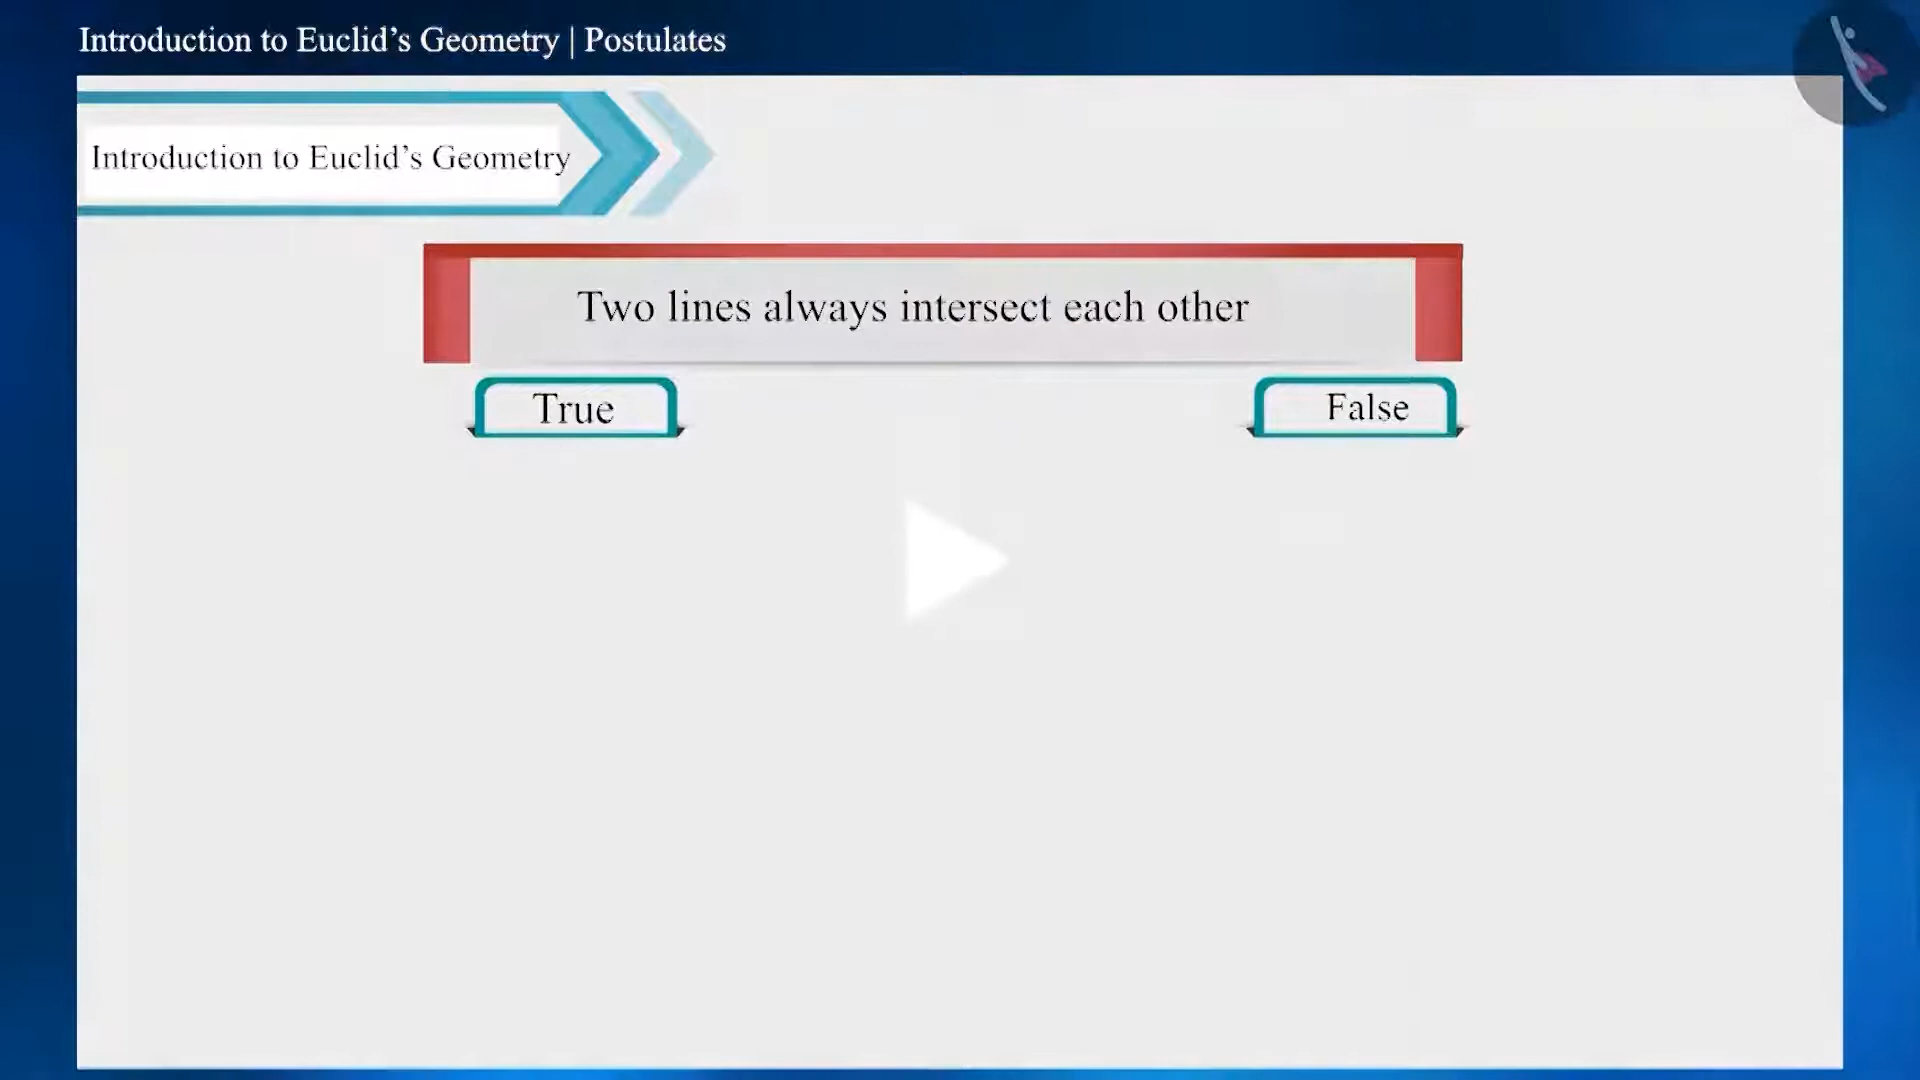 Introduction to Euclid’s Geometry | Postulates
Introduction to Euclid’s Geometry
Two lines always intersect each other
True
False